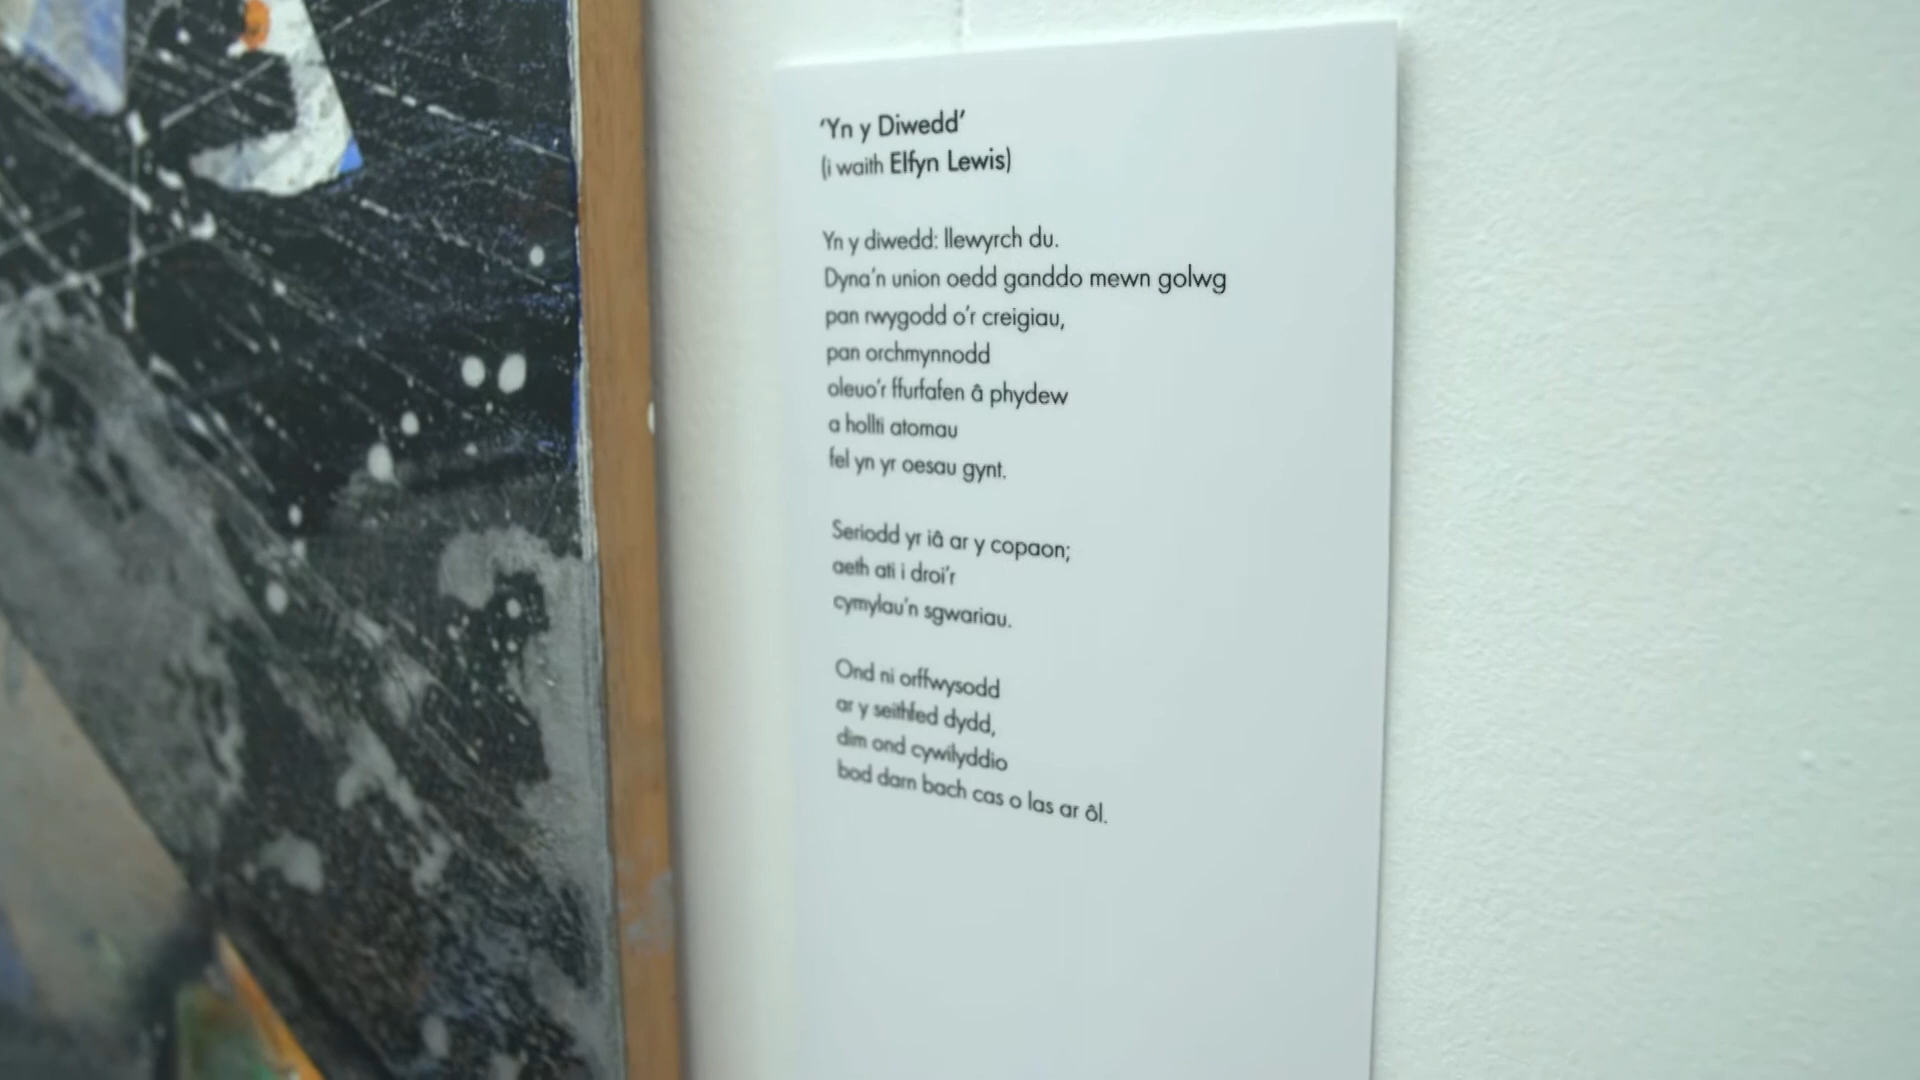 ‘Yn y Diwedd’
(i waith Elfyn Lewis)
Yn y diwedd: llewyrch du.
Dyna’n union oedd ganddo mewn golwg
pan rwygodd o’r creigiau,
pan orchmynnodd
oleuo’r ffurfafen â phydew
a hollti atomau
fel yn yr oesau gynt.
Seriodd yr iâ ar y copaon;
aeth ati i droi’r
cymylau’n sgwariau.
Ond ni orffwysodd
ar y seithfed dydd,
dim ond cywilyddio
bod darn bach cas o las ar ôl.